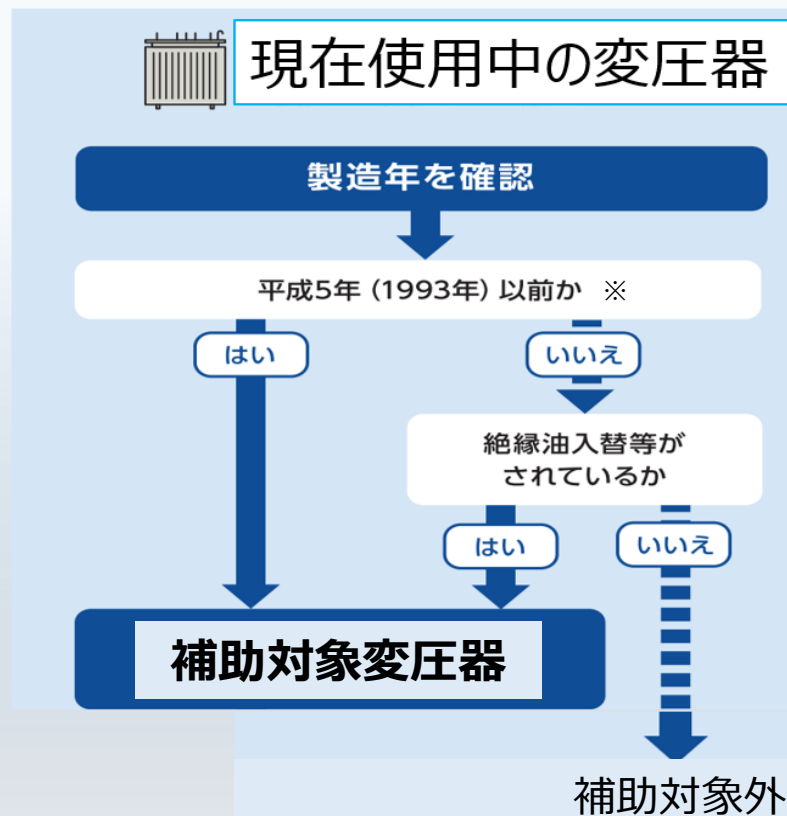 現在使用中の変圧器
製造年を確認
平成5年（1993年）以前か ※
はい
いいえ
絶縁油入替等が
されているか
はい
いいえ
補助対象変圧器
補助対象外